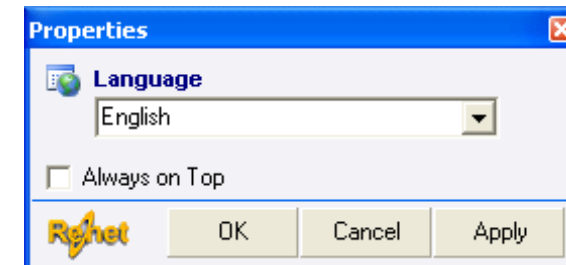 Properties
Language
English
Always on Top
OK Cancel Apply